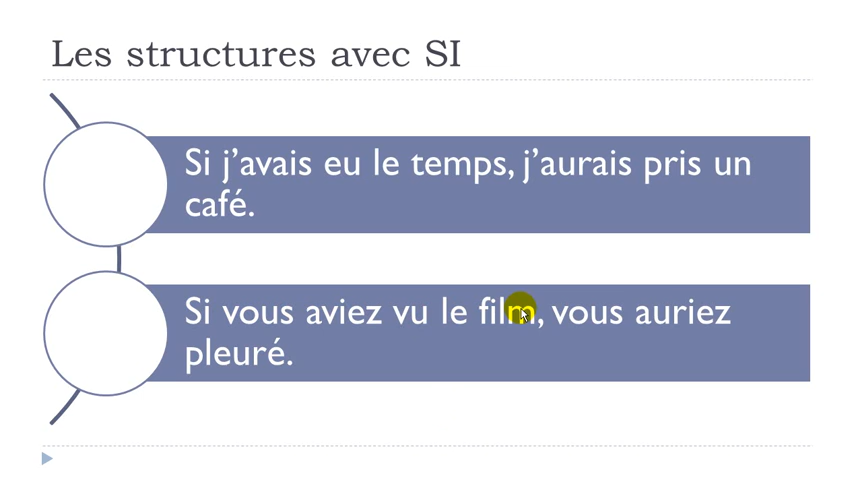 Les structures avec SI
Si j’avais eu le temps, j’aurais pris un
café.
Si vous aviez vu le film, vous auriez
pleuré.